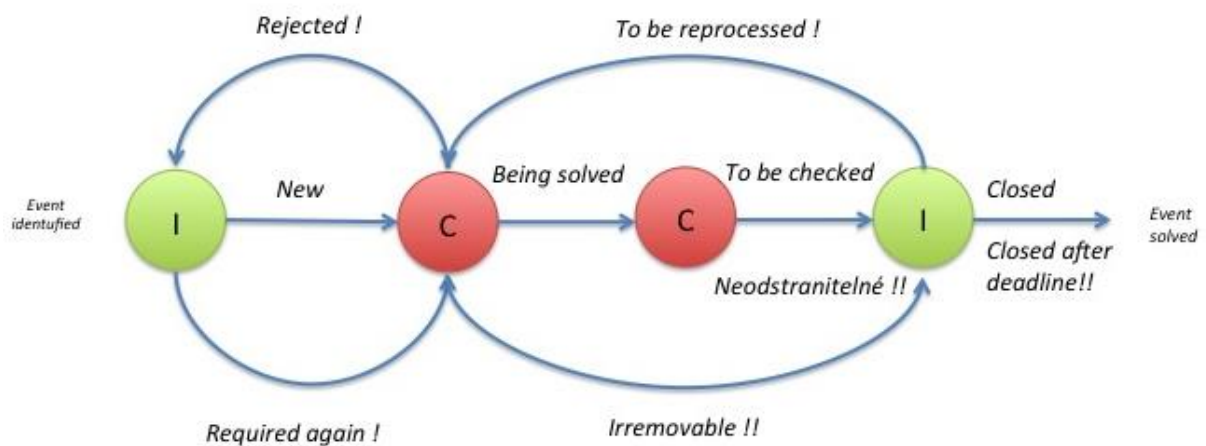 Rejected !
To be reprocessed !
New
Being solved
To be checked
Closed
Event
identufied
I
C
C
I
Event
solved
Neodstranitelné !!
Closed after
deadline!!
Required again !
Irremovable !!